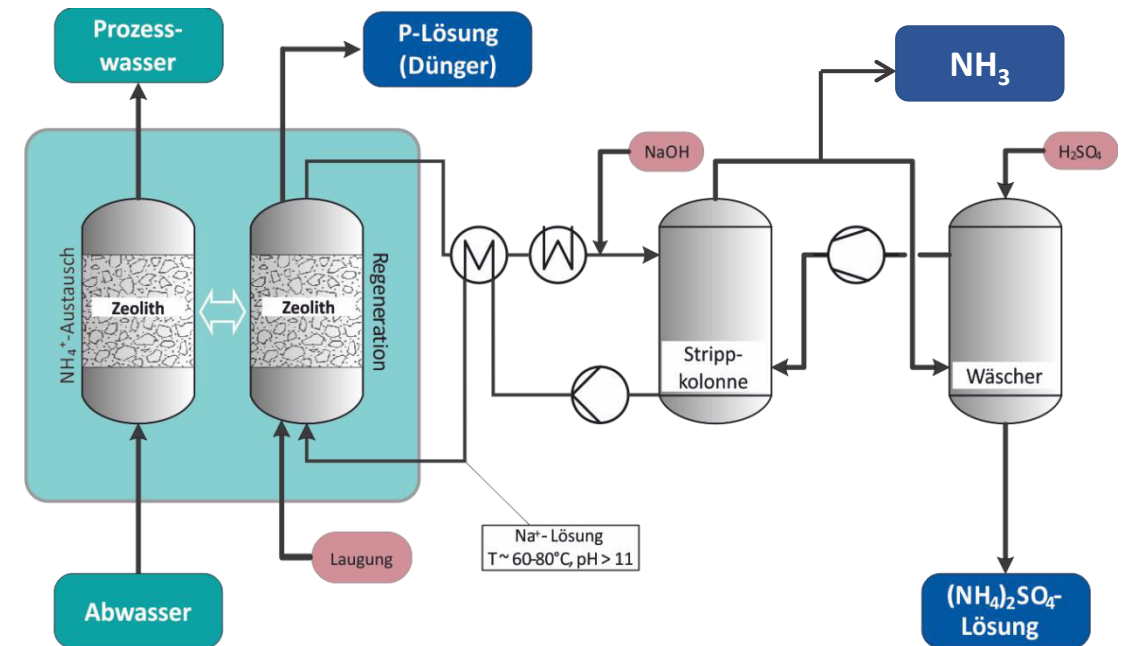 Prozess-
wasser
P-Lösung
(Dünger)
NH₃
NaOH
H₂SO₄
NH₄⁺-Austausch
Zeolith
Zeolith
Regeneration
Stripp-
kolonne
Wäscher
Na⁺- Lösung
T ~ 60-80°C, pH > 11
Laugung
Abwasser
(NH₄)₂SO₄-
Lösung